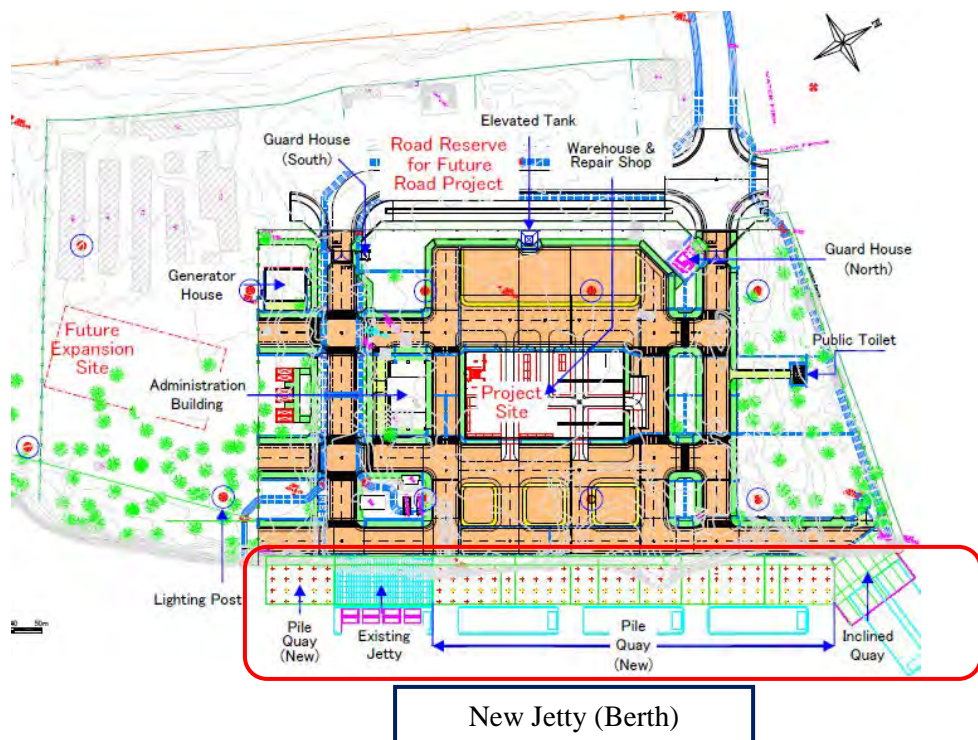 N
Elevated Tank
Guard House
(South)
Road Reserve
for Future
Road Project
Warehouse &
Repair Shop
Guard House
(North)
Generator
House
Future
Expansion
Site
Public Toilet
Administration
Building
Project
Site
Lighting Post
50m
Pile
Quay
(New)
Existing
Jetty
Pile
Quay
(New)
Inclined
Quay
New Jetty (Berth)